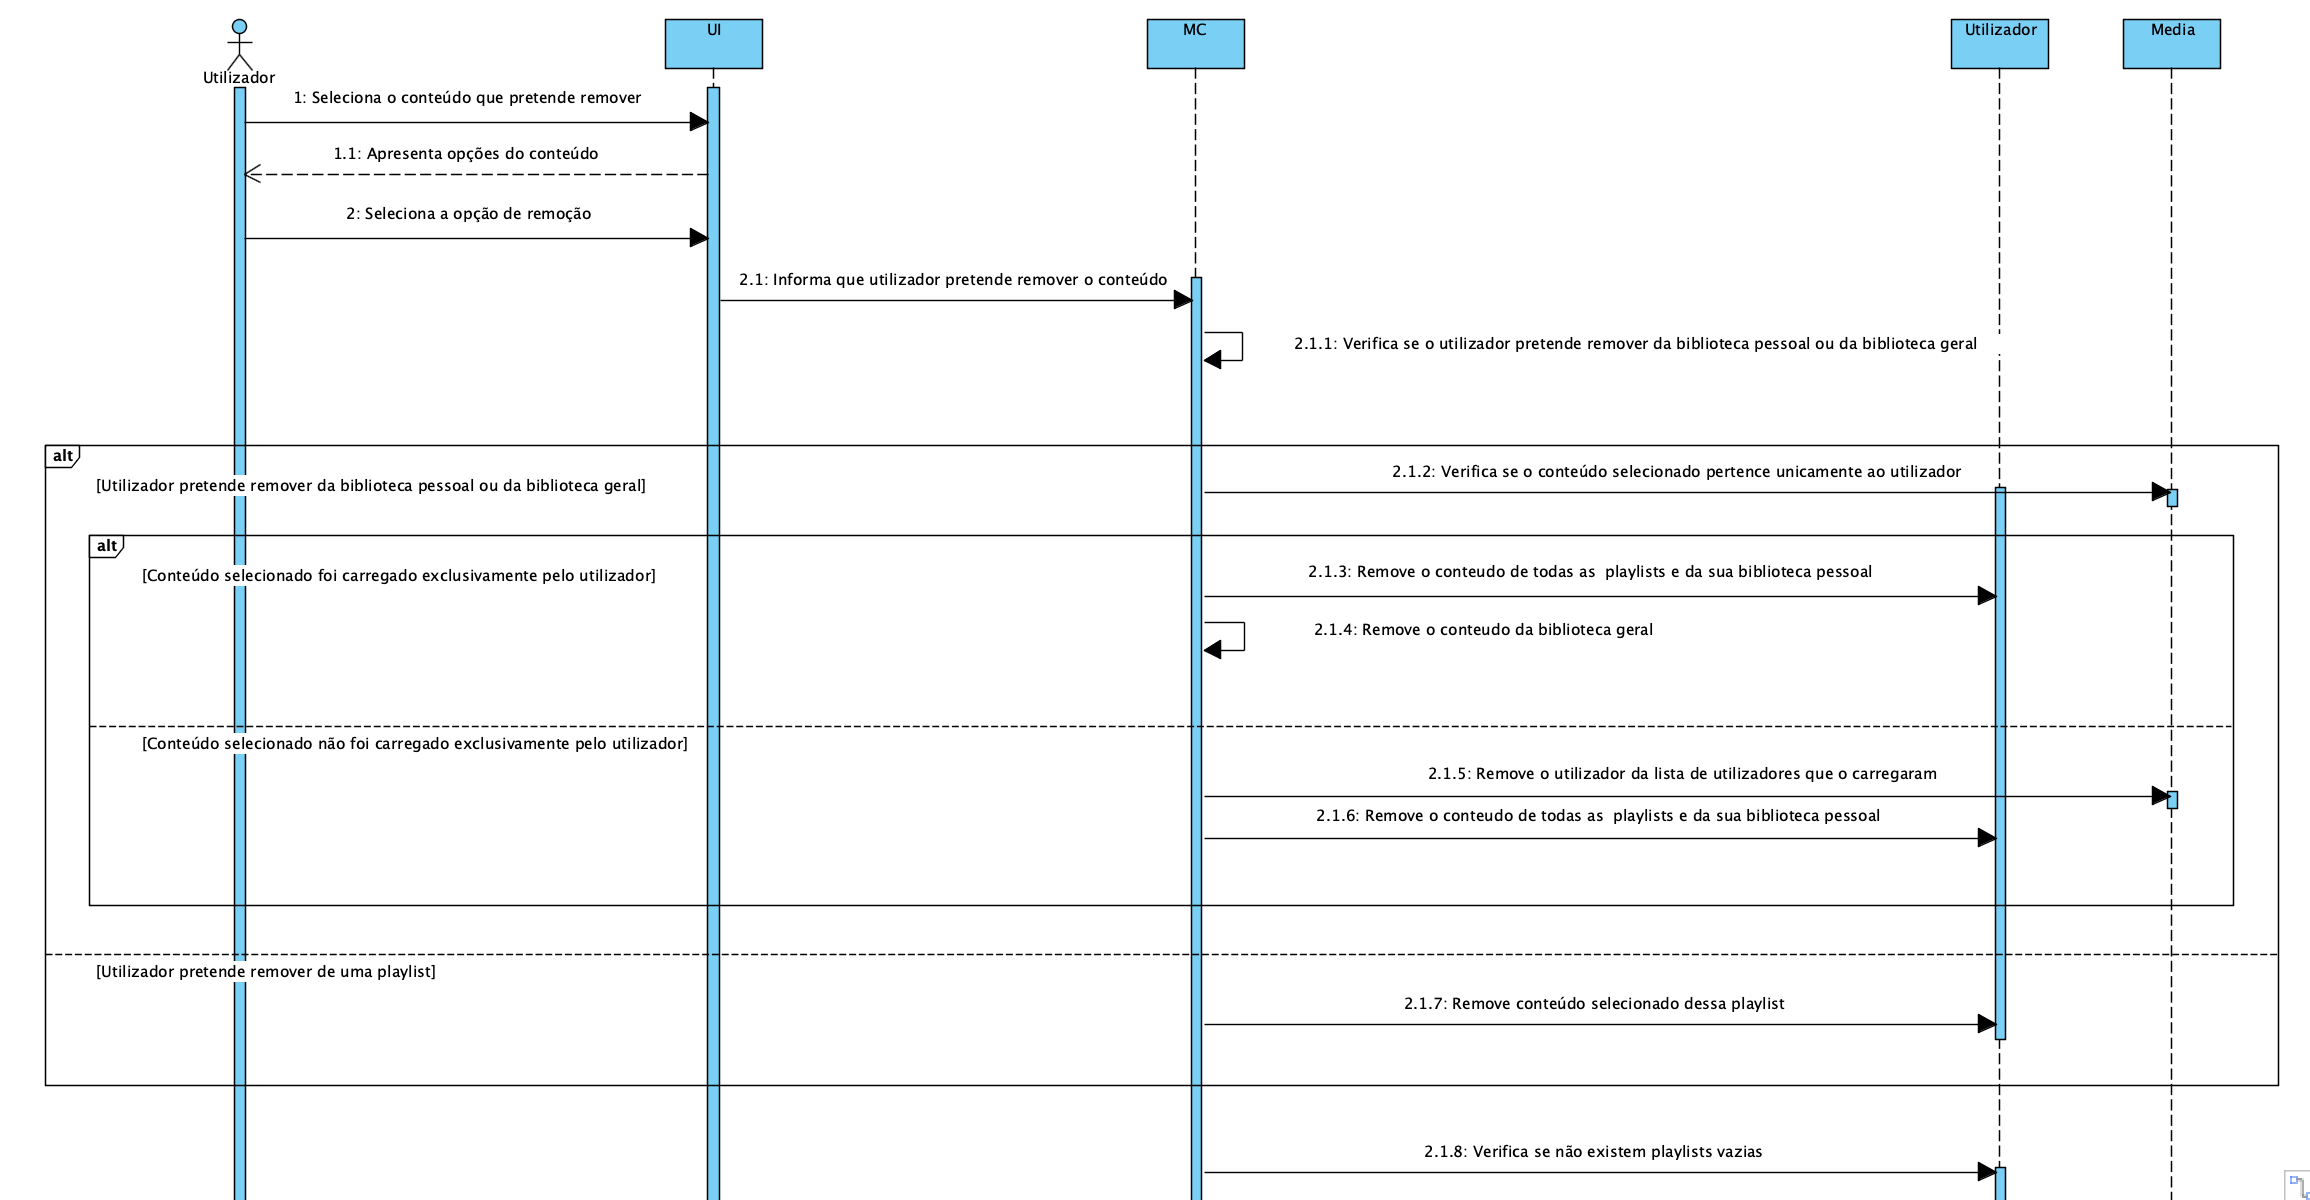 UI
MC
Utilizador
Media
Utilizador
1: Seleciona o conteúdo que pretende remover
1.1: Apresenta opções do conteúdo
2: Seleciona a opção de remoção
2.1: Informa que utilizador pretende remover o conteúdo
2.1.1: Verifica se o utilizador pretende remover da biblioteca pessoal ou da biblioteca geral
alt
2.1.2: Verifica se o conteúdo selecionado pertence unicamente ao utilizador
[Utilizador pretende remover da biblioteca pessoal ou da biblioteca geral]
alt
2.1.3: Remove o conteudo de todas as  playlists e da sua biblioteca pessoal
[Conteúdo selecionado foi carregado exclusivamente pelo utilizador]
2.1.4: Remove o conteudo da biblioteca geral
[Conteúdo selecionado não foi carregado exclusivamente pelo utilizador]
2.1.5: Remove o utilizador da lista de utilizadores que o carregaram
2.1.6: Remove o conteudo de todas as  playlists e da sua biblioteca pessoal
[Utilizador pretende remover de uma playlist]
2.1.7: Remove conteúdo selecionado dessa playlist
2.1.8: Verifica se não existem playlists vazias